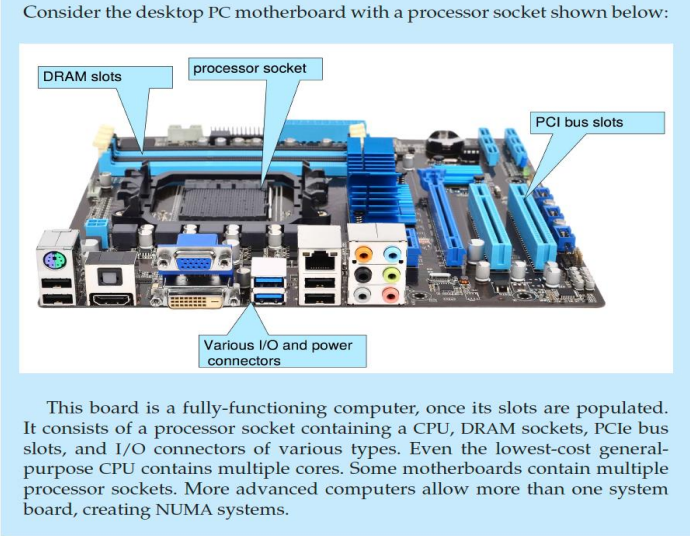 Consider the desktop PC motherboard with a processor socket shown below:
DRAM slots
processor socket
PCI bus slots
Various I/O and power
connectors
This board is a fully-functioning computer, once its slots are populated.
It consists of a processor socket containing a CPU, DRAM sockets, PCIe bus
slots, and I/O connectors of various types. Even the lowest-cost general-
purpose CPU contains multiple cores. Some motherboards contain multiple
processor sockets. More advanced computers allow more than one system
board, creating NUMA systems.